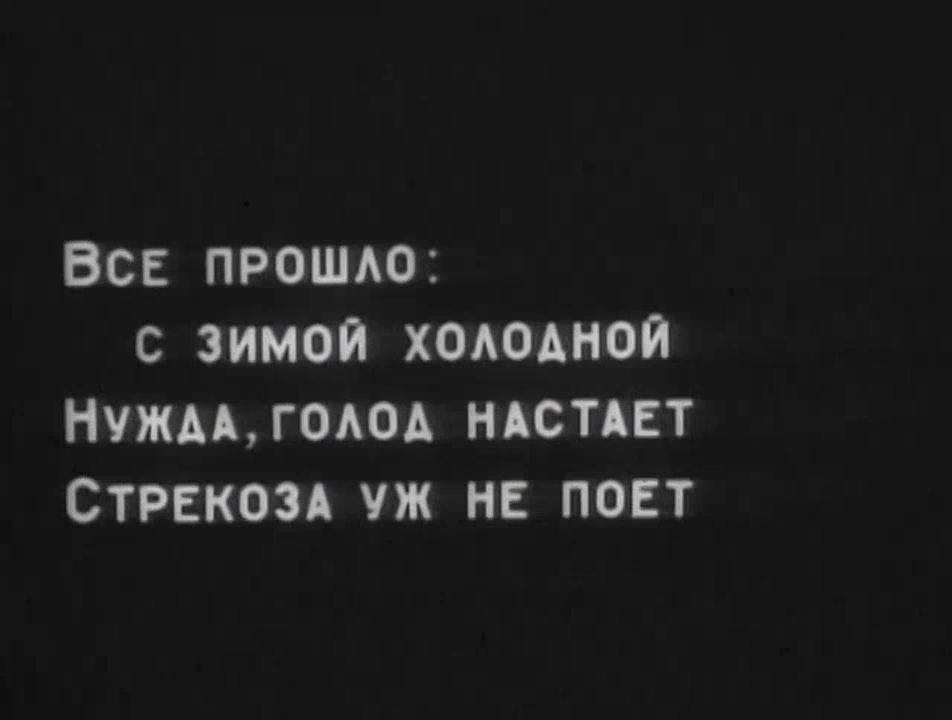 Все прошло:
с зимой холодной
Нужда, голод настает
Стрекоза уж не поет